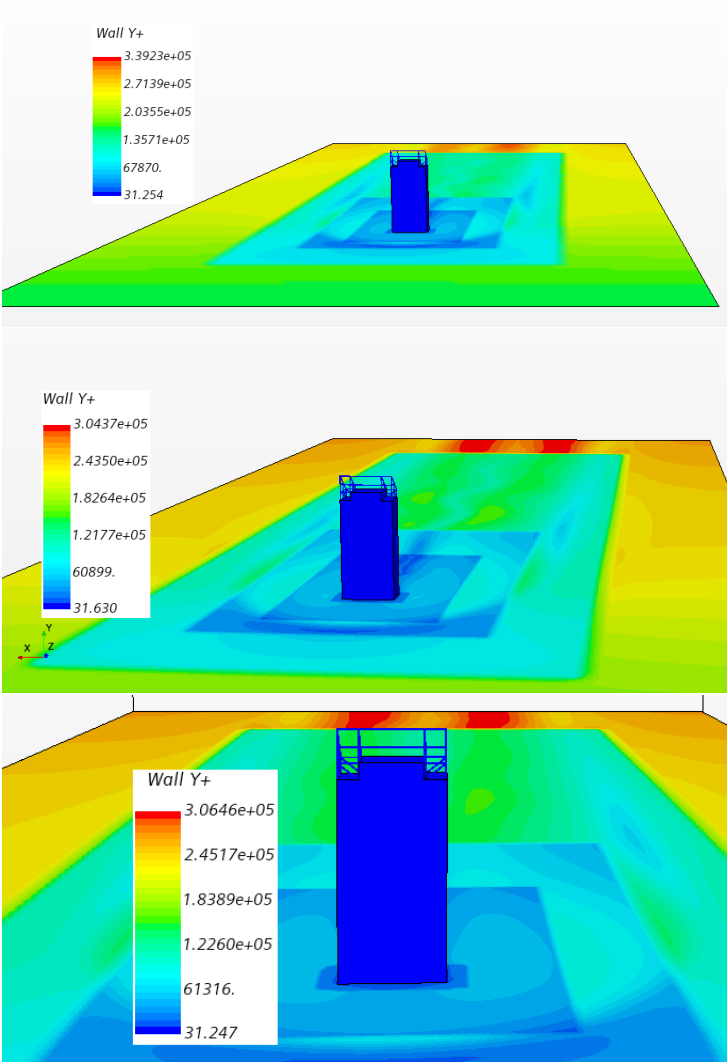 Wall Y+
3.3923e+05
2.7139e+05
2.0355e+05
1.3571e+05
67870.
31.254
Wall Y+
3.0437e+05
2.4350e+05
1.8264e+05
1.2177e+05
60899.
31.630
Y
X
Z
Wall Y+
3.0646e+05
2.4517e+05
1.8389e+05
1.2260e+05
61316.
31.247